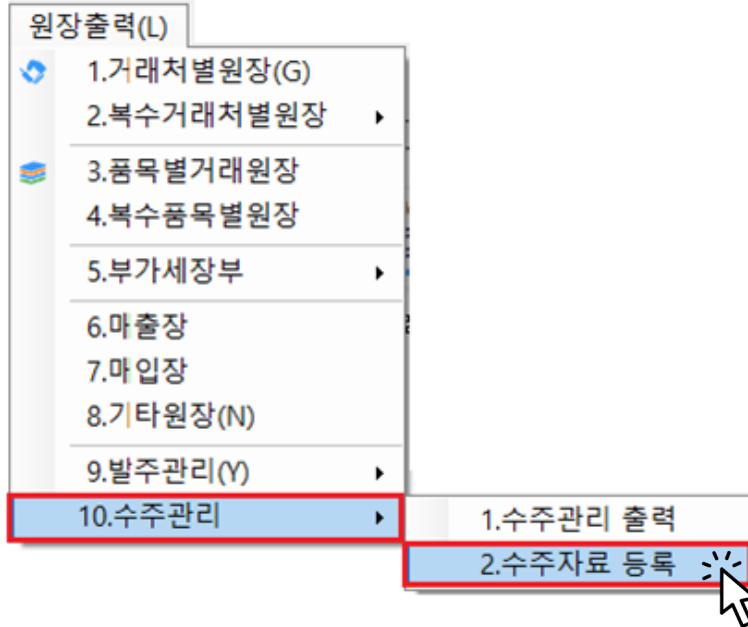 원장출력(L)
1.거래처별원장(G)
2.복수거래처별원장
3.품목별거래원장
4.복수품목별원장
5.부가세장부
6.매출장
7.매입장
8.기타원장(N)
9.발주관리(Y)
10.수주관리
1.수주관리 출력
2.수주자료 등록